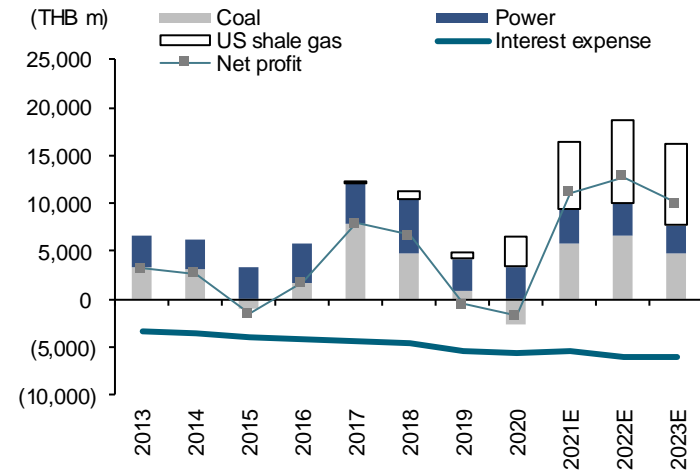 (THB m)
Coal
Power
US shale gas
Interest expense
Net profit
25,000
20,000
15,000
10,000
5,000
0
(5,000)
(10,000)
2013
2014
2015
2016
2017
2018
2019
2020
2021E
2022E
2023E